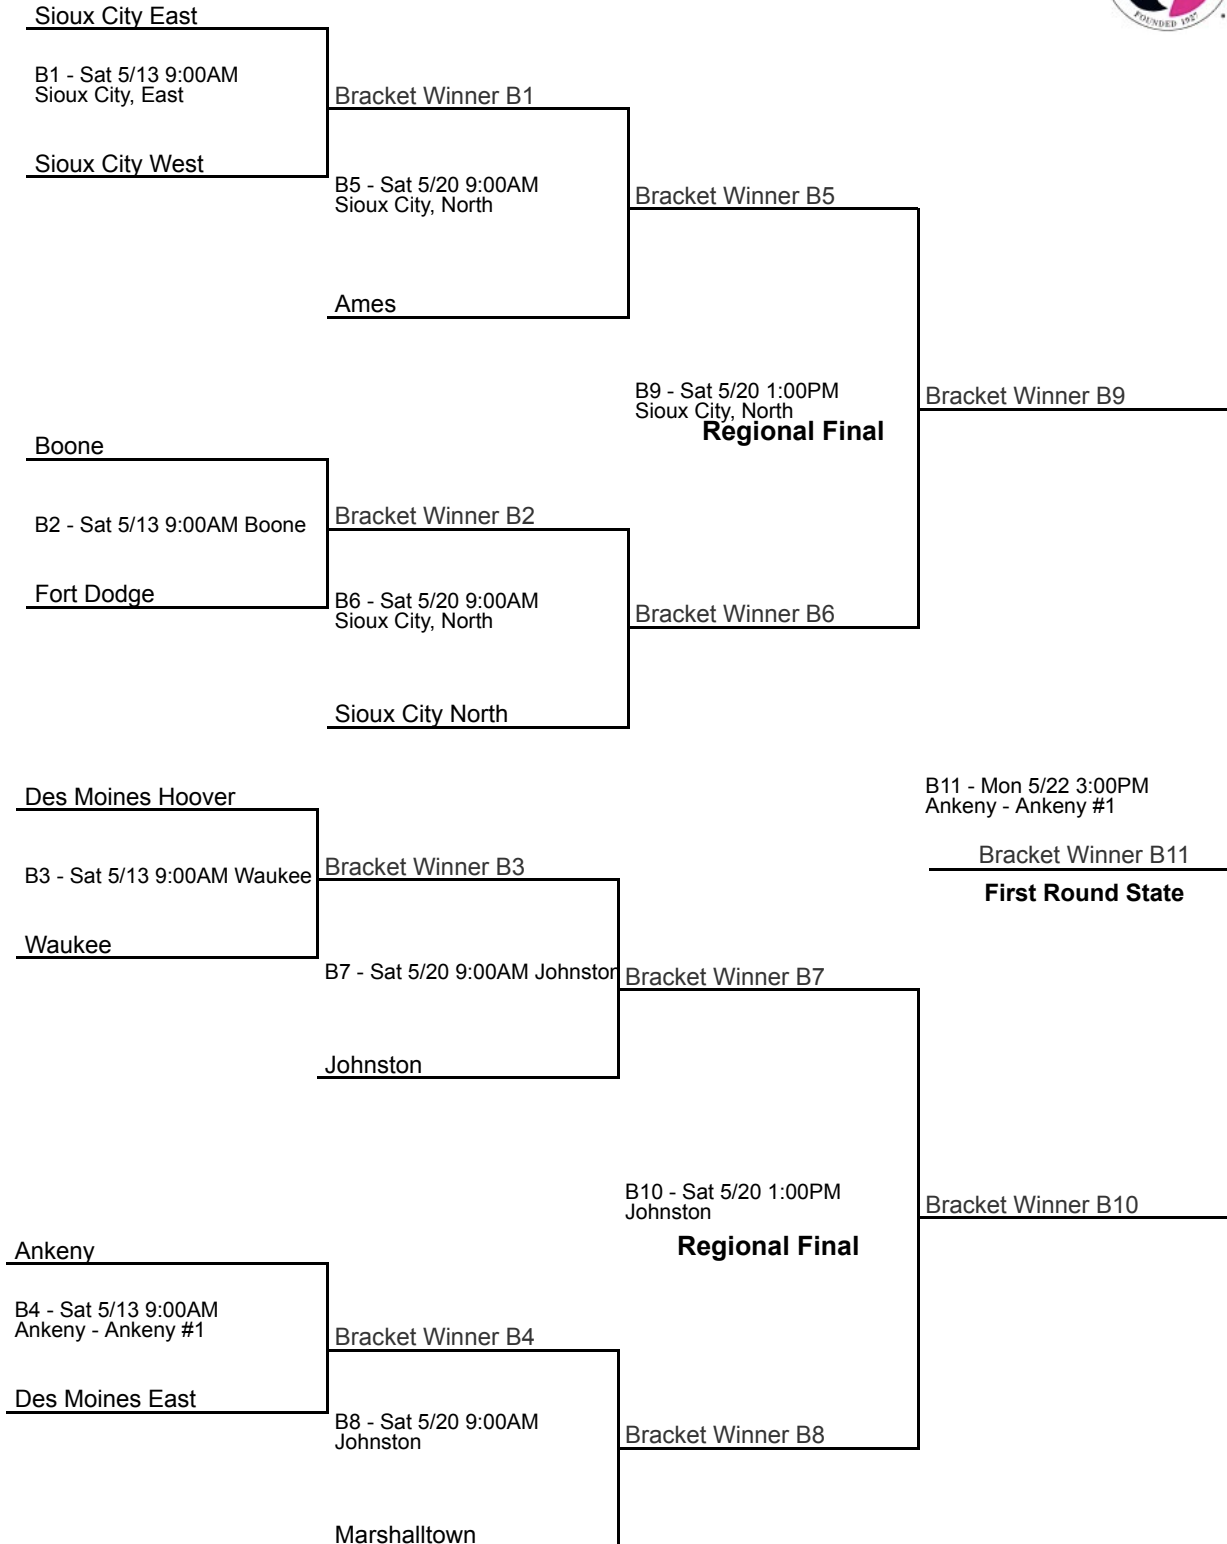 FOUNDED 1927
Sioux City East
B1 - Sat 5/13 9:00AM
Sioux City, East
Bracket Winner B1
Sioux City West
B5 - Sat 5/20 9:00AM
Sioux City, North
Bracket Winner B5
Ames
B9 - Sat 5/20 1:00PM
Sioux City, North
Regional Final
Bracket Winner B9
Boone
B2 - Sat 5/13 9:00AM Boone
Bracket Winner B2
Fort Dodge
B6 - Sat 5/20 9:00AM
Sioux City, North
Bracket Winner B6
Sioux City North
B11 - Mon 5/22 3:00PM
Ankeny - Ankeny #1
Bracket Winner B11
First Round State
Des Moines Hoover
B3 - Sat 5/13 9:00AM Waukee
Bracket Winner B3
Waukee
B7 - Sat 5/20 9:00AM Johnston
Bracket Winner B7
Johnston
B10 - Sat 5/20 1:00PM
Johnston
Regional Final
Bracket Winner B10
Ankeny
B4 - Sat 5/13 9:00AM
Ankeny - Ankeny #1
Bracket Winner B4
Des Moines East
B8 - Sat 5/20 9:00AM
Johnston
Bracket Winner B8
Marshalltown